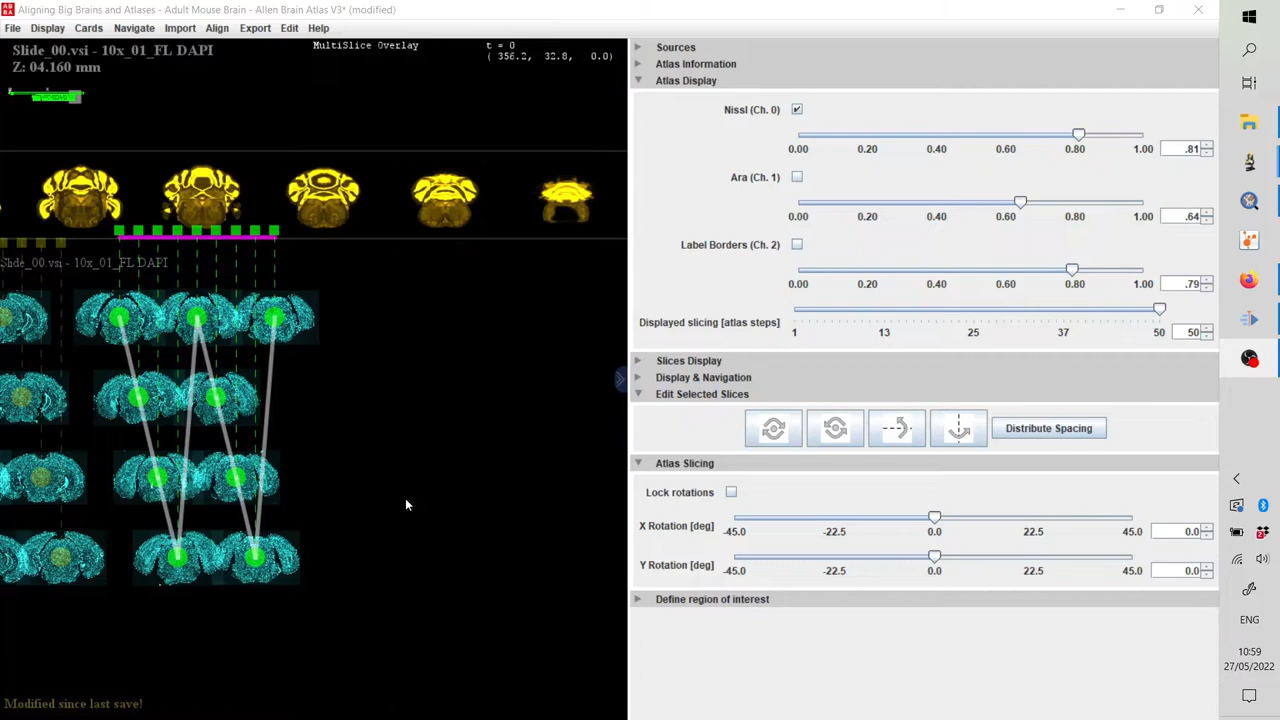 Aligning Big Brains and Atlases - Adult Mouse Brain - Allen Brain Atlas V3* (modified)
File Display Cards Navigate Import Align Export Edit Help
Slide_00.vsi - 10x_01_FL DAPI
Z: 04.160 mm
MultiSlice Overlay
t = 0
( 356.2, 32.8, 0.0)
Slide_00.vsi - 10x_01_FL DAPI
Modified since last save!
Sources
Atlas Information
Atlas Display
Nissl (Ch. 0)
0.00 0.20 0.40 0.60 0.80 1.00 .81
Ara (Ch. 1)
0.00 0.20 0.40 0.60 0.80 1.00 .64
Label Borders (Ch. 2)
0.00 0.20 0.40 0.60 0.80 1.00 .79
Displayed slicing [atlas steps]
1 13 25 37 50 50
Slices Display
Display & Navigation
Edit Selected Slices
Distribute Spacing
Atlas Slicing
Lock rotations
X Rotation [deg]
-45.0 -22.5 0.0 22.5 45.0 0.0
Y Rotation [deg]
-45.0 -22.5 0.0 22.5 45.0 0.0
Define region of interest
ENG
10:59
27/05/2022